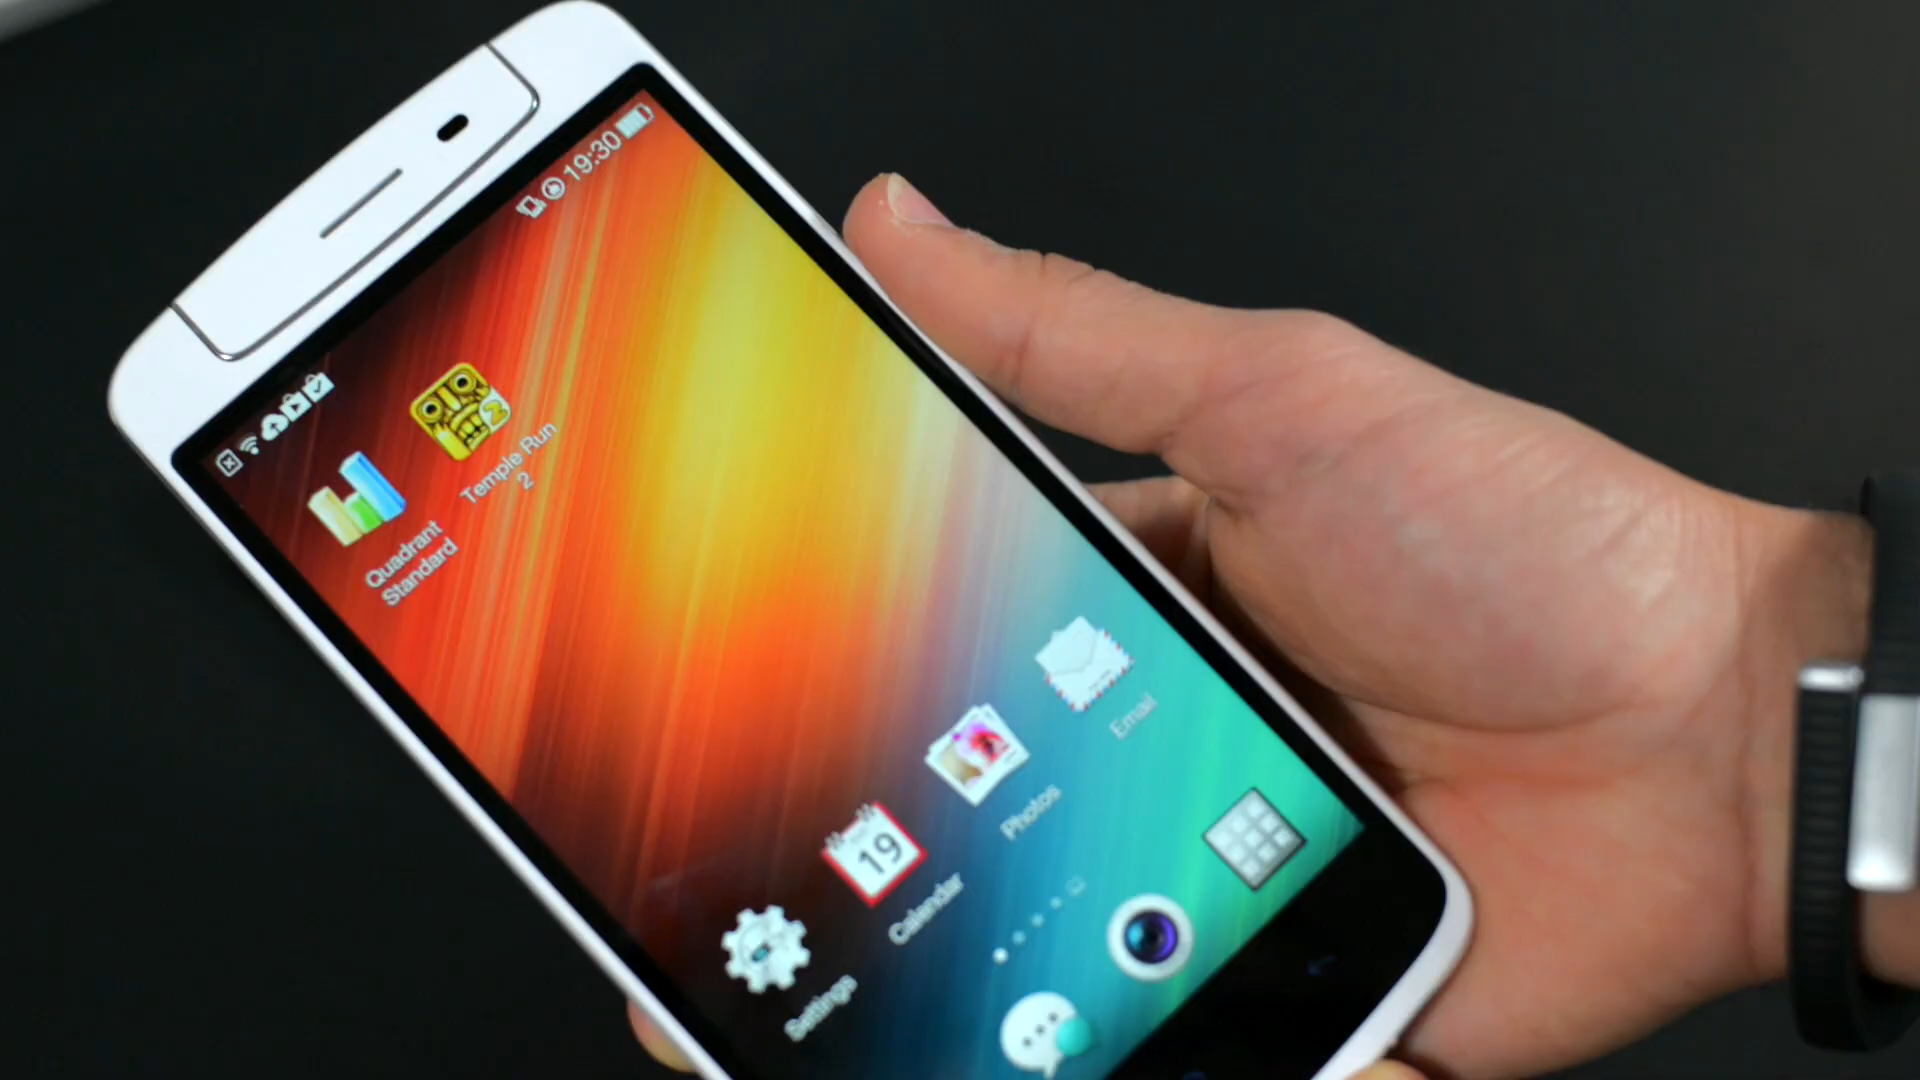 19:30
Quadrant
Standard
Temple Run
2
Settings
19
Calendar
Photos
Email